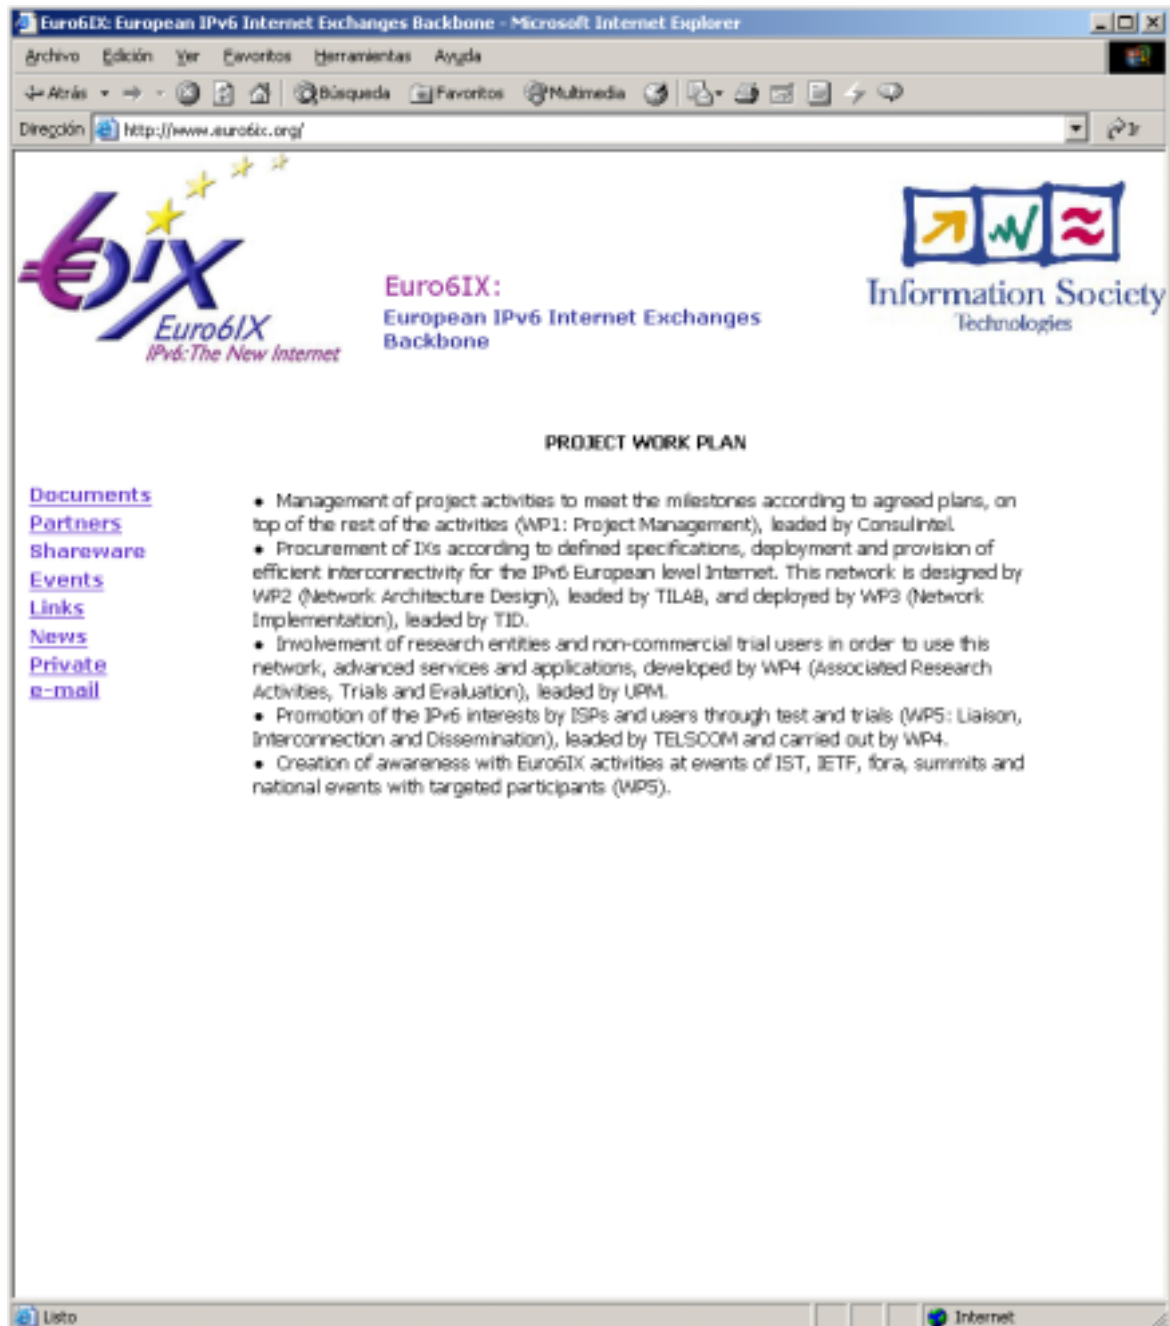 Euro6IX: European IPv6 Internet Exchanges Backbone - Microsoft Internet Explorer
Archivo Edición Ver Favoritos Herramientas Ayuda
Atrás Búsqueda Favoritos Multimedia
Dirección http://www.euro6ix.org/ Ir
6IX
Euro6IX
IPv6:The New Internet
Euro6IX:
European IPv6 Internet Exchanges
Backbone
Information Society
Technologies
PROJECT WORK PLAN
Documents
Partners
Shareware
Events
Links
News
Private
e-mail
• Management of project activities to meet the milestones according to agreed plans, on
top of the rest of the activities (WP1: Project Management), leaded by Consulintel.
• Procurement of IXs according to defined specifications, deployment and provision of
efficient interconnectivity for the IPv6 European level Internet. This network is designed by
WP2 (Network Architecture Design), leaded by TILAB, and deployed by WP3 (Network
Implementation), leaded by TID.
• Involvement of research entities and non-commercial trial users in order to use this
network, advanced services and applications, developed by WP4 (Associated Research
Activities, Trials and Evaluation), leaded by UPM.
• Promotion of the IPv6 interests by ISPs and users through test and trials (WP5: Liaison,
Interconnection and Dissemination), leaded by TELSCOM and carried out by WP4.
• Creation of awareness with Euro6IX activities at events of IST, IETF, fora, summits and
national events with targeted participants (WP5).
Listo Internet